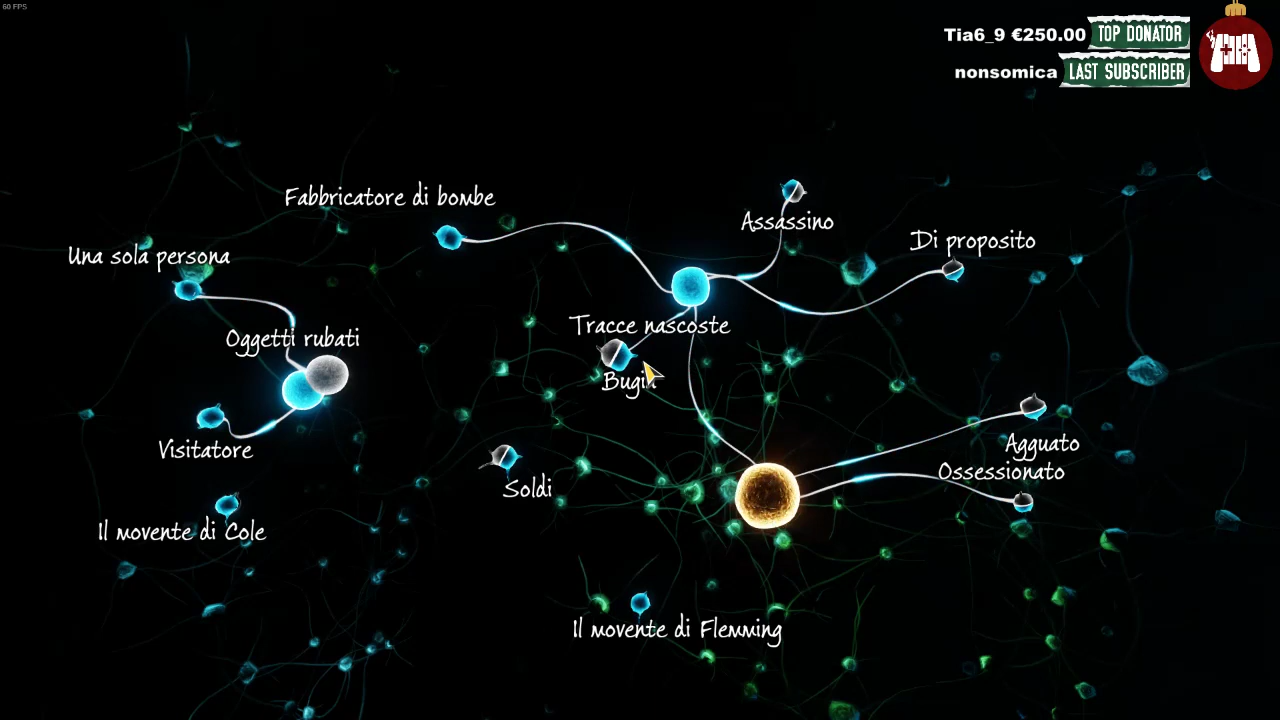 60 FPS
Tia6_9 €250.00 TOP DONATOR
nonsomica LAST SUBSCRIBER
Fabbricatore di bombe
Assassino
Una sola persona
Di proposito
Oggetti rubati
Tracce nascoste
Visitatore
Agguato
Ossessionato
Soldi
Il movente di Cole
Il movente di Flemming